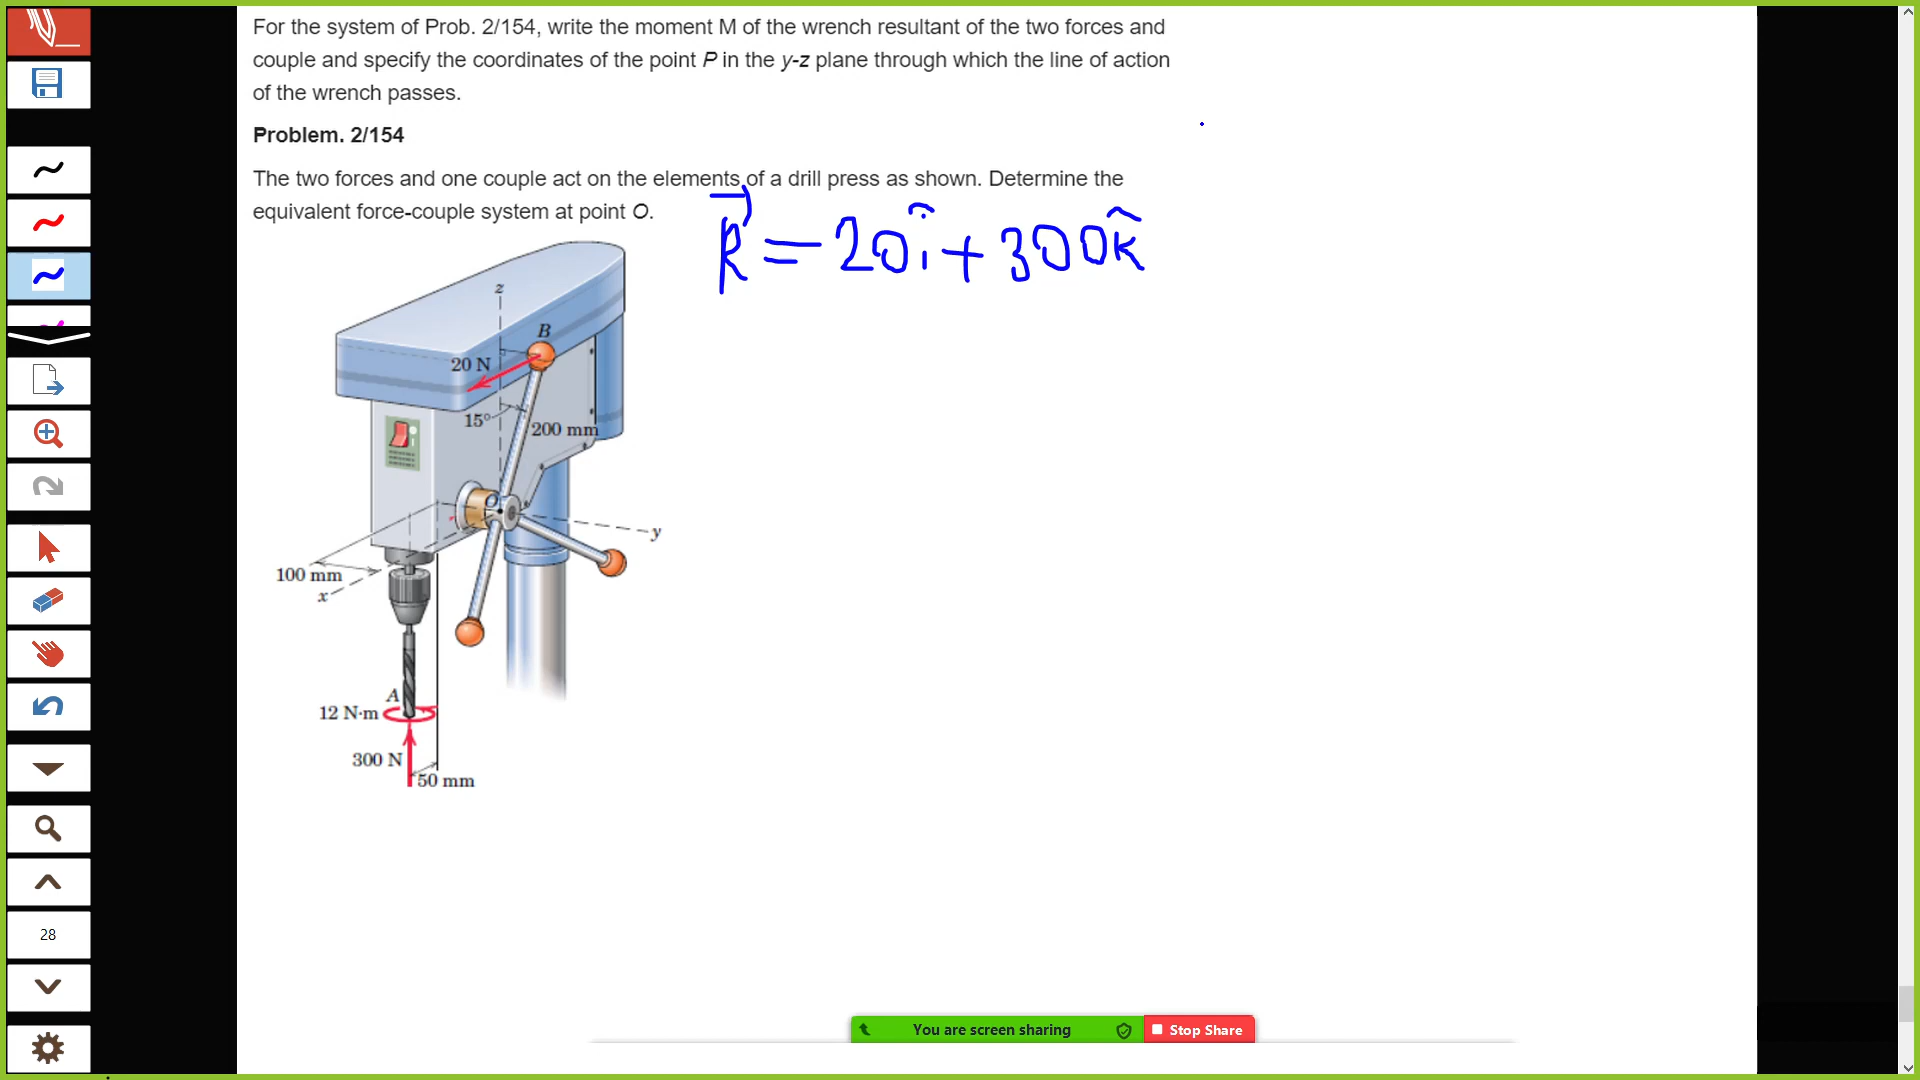 For the system of Prob. 2/154, write the moment M of the wrench resultant of the two forces and
couple and specify the coordinates of the point P in the y-z plane through which the line of action
of the wrench passes.
Problem. 2/154
The two forces and one couple act on the elements of a drill press as shown. Determine the
equivalent force-couple system at point O.
R = 20i + 300k
z
B
20 N
15°
200 mm
O
y
100 mm
x
A
12 N·m
300 N
50 mm
28
You are screen sharing
Stop Share